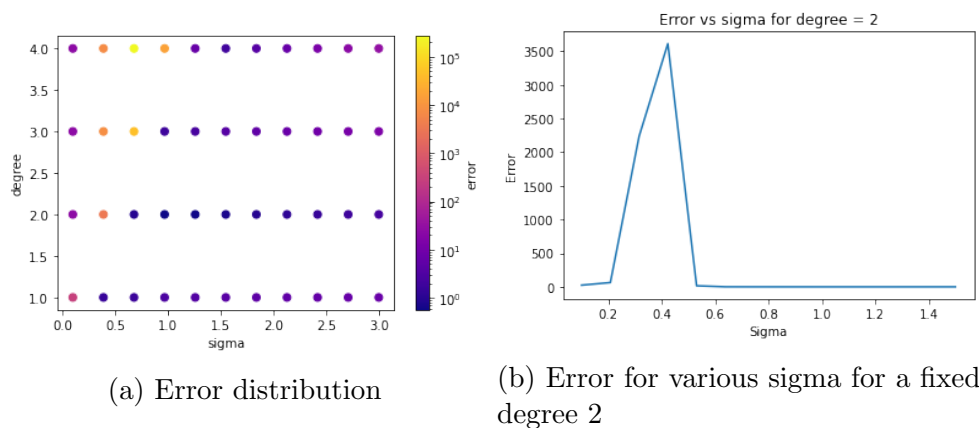 4.0
3.5
3.0
2.5
2.0
1.5
1.0
degree
0.0 0.5 1.0 1.5 2.0 2.5 3.0
sigma
10^5
10^4
10^3
10^2
10^1
10^0
error
(a) Error distribution
Error vs sigma for degree = 2
3500
3000
2500
2000
1500
1000
500
0
Error
0.2 0.4 0.6 0.8 1.0 1.2 1.4
Sigma
(b) Error for various sigma for a fixed
degree 2